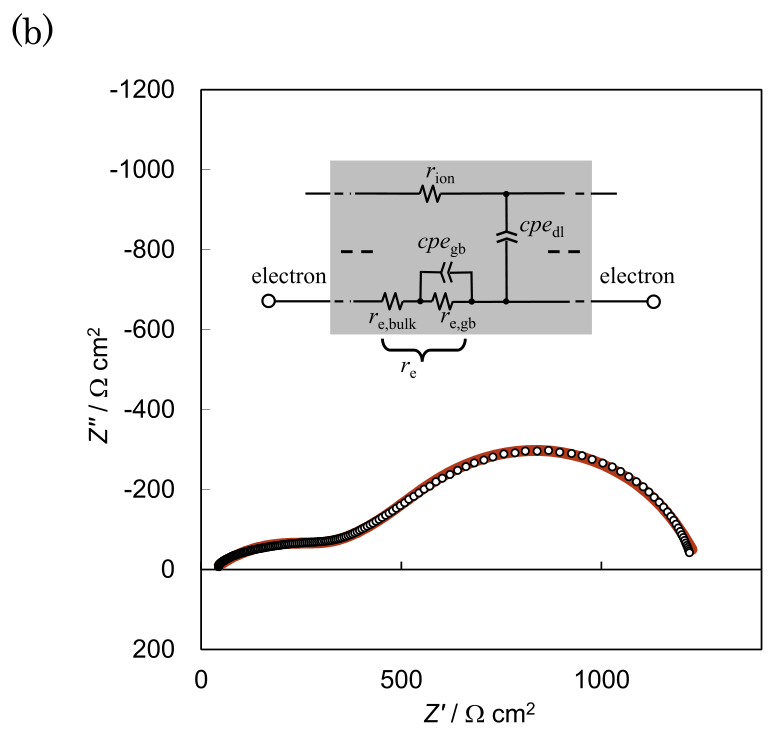 (b)
-1200
-1000
-800
-600
-400
-200
0
200
Z″ / Ω cm²
0 500 1000
Z′ / Ω cm²
r_ion
cpe_dl
cpe_gb
electron electron
r_e,bulk r_e,gb
r_e